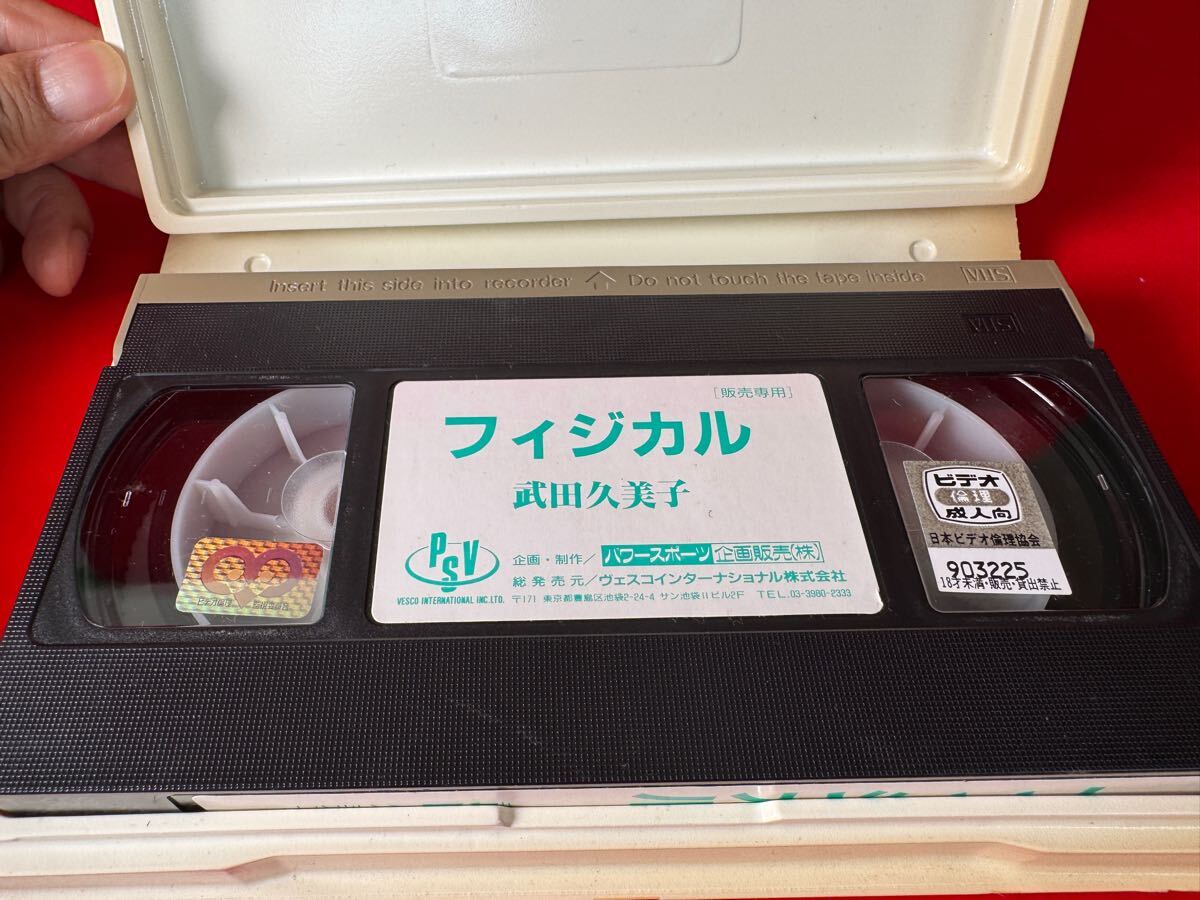 Insert this side into recorder Do not touch the tape inside VHS
VHS
[販売専用]
フィジカル
武田久美子
PSV
企画・制作/パワースポーツ企画販売(株)
総発売元/ヴェスコインターナショナル株式会社
VESCO INTERNATIONAL INC.LTD. 〒171 東京都豊島区池袋2-24-4 サン池袋IIビル2F TEL.03-3980-2333
ビデオ
倫理
成人向
日本ビデオ倫理協会
903225
18才未満・販売・貸出禁止